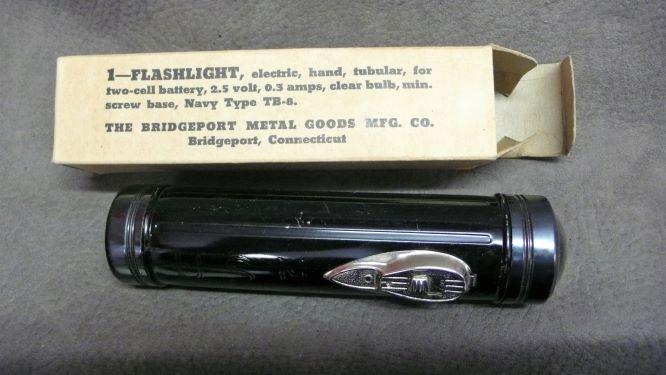 1—FLASHLIGHT, electric, hand, tubular, for
two-cell battery, 2.5 volt, 0.3 amps, clear bulb, min.
screw base, Navy Type TB-8.
THE BRIDGEPORT METAL GOODS MFG. CO.
Bridgeport, Connecticut